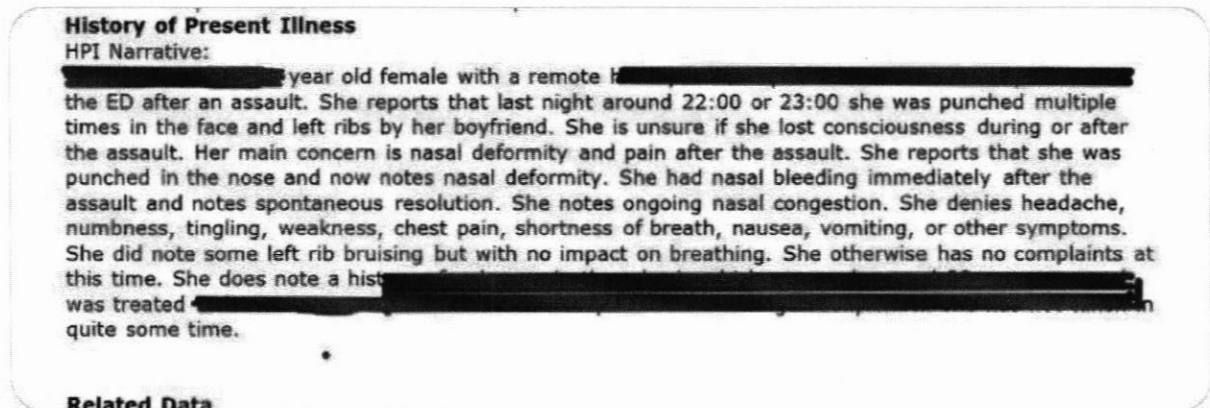 History of Present Illness
HPI Narrative:
year old female with a remote
the ED after an assault. She reports that last night around 22:00 or 23:00 she was punched multiple
times in the face and left ribs by her boyfriend. She is unsure if she lost consciousness during or after
the assault. Her main concern is nasal deformity and pain after the assault. She reports that she was
punched in the nose and now notes nasal deformity. She had nasal bleeding immediately after the
assault and notes spontaneous resolution. She notes ongoing nasal congestion. She denies headache,
numbness, tingling, weakness, chest pain, shortness of breath, nausea, vomiting, or other symptoms.
She did note some left rib bruising but with no impact on breathing. She otherwise has no complaints at
this time. She does note a hist
was treated
quite some time.
Related Data